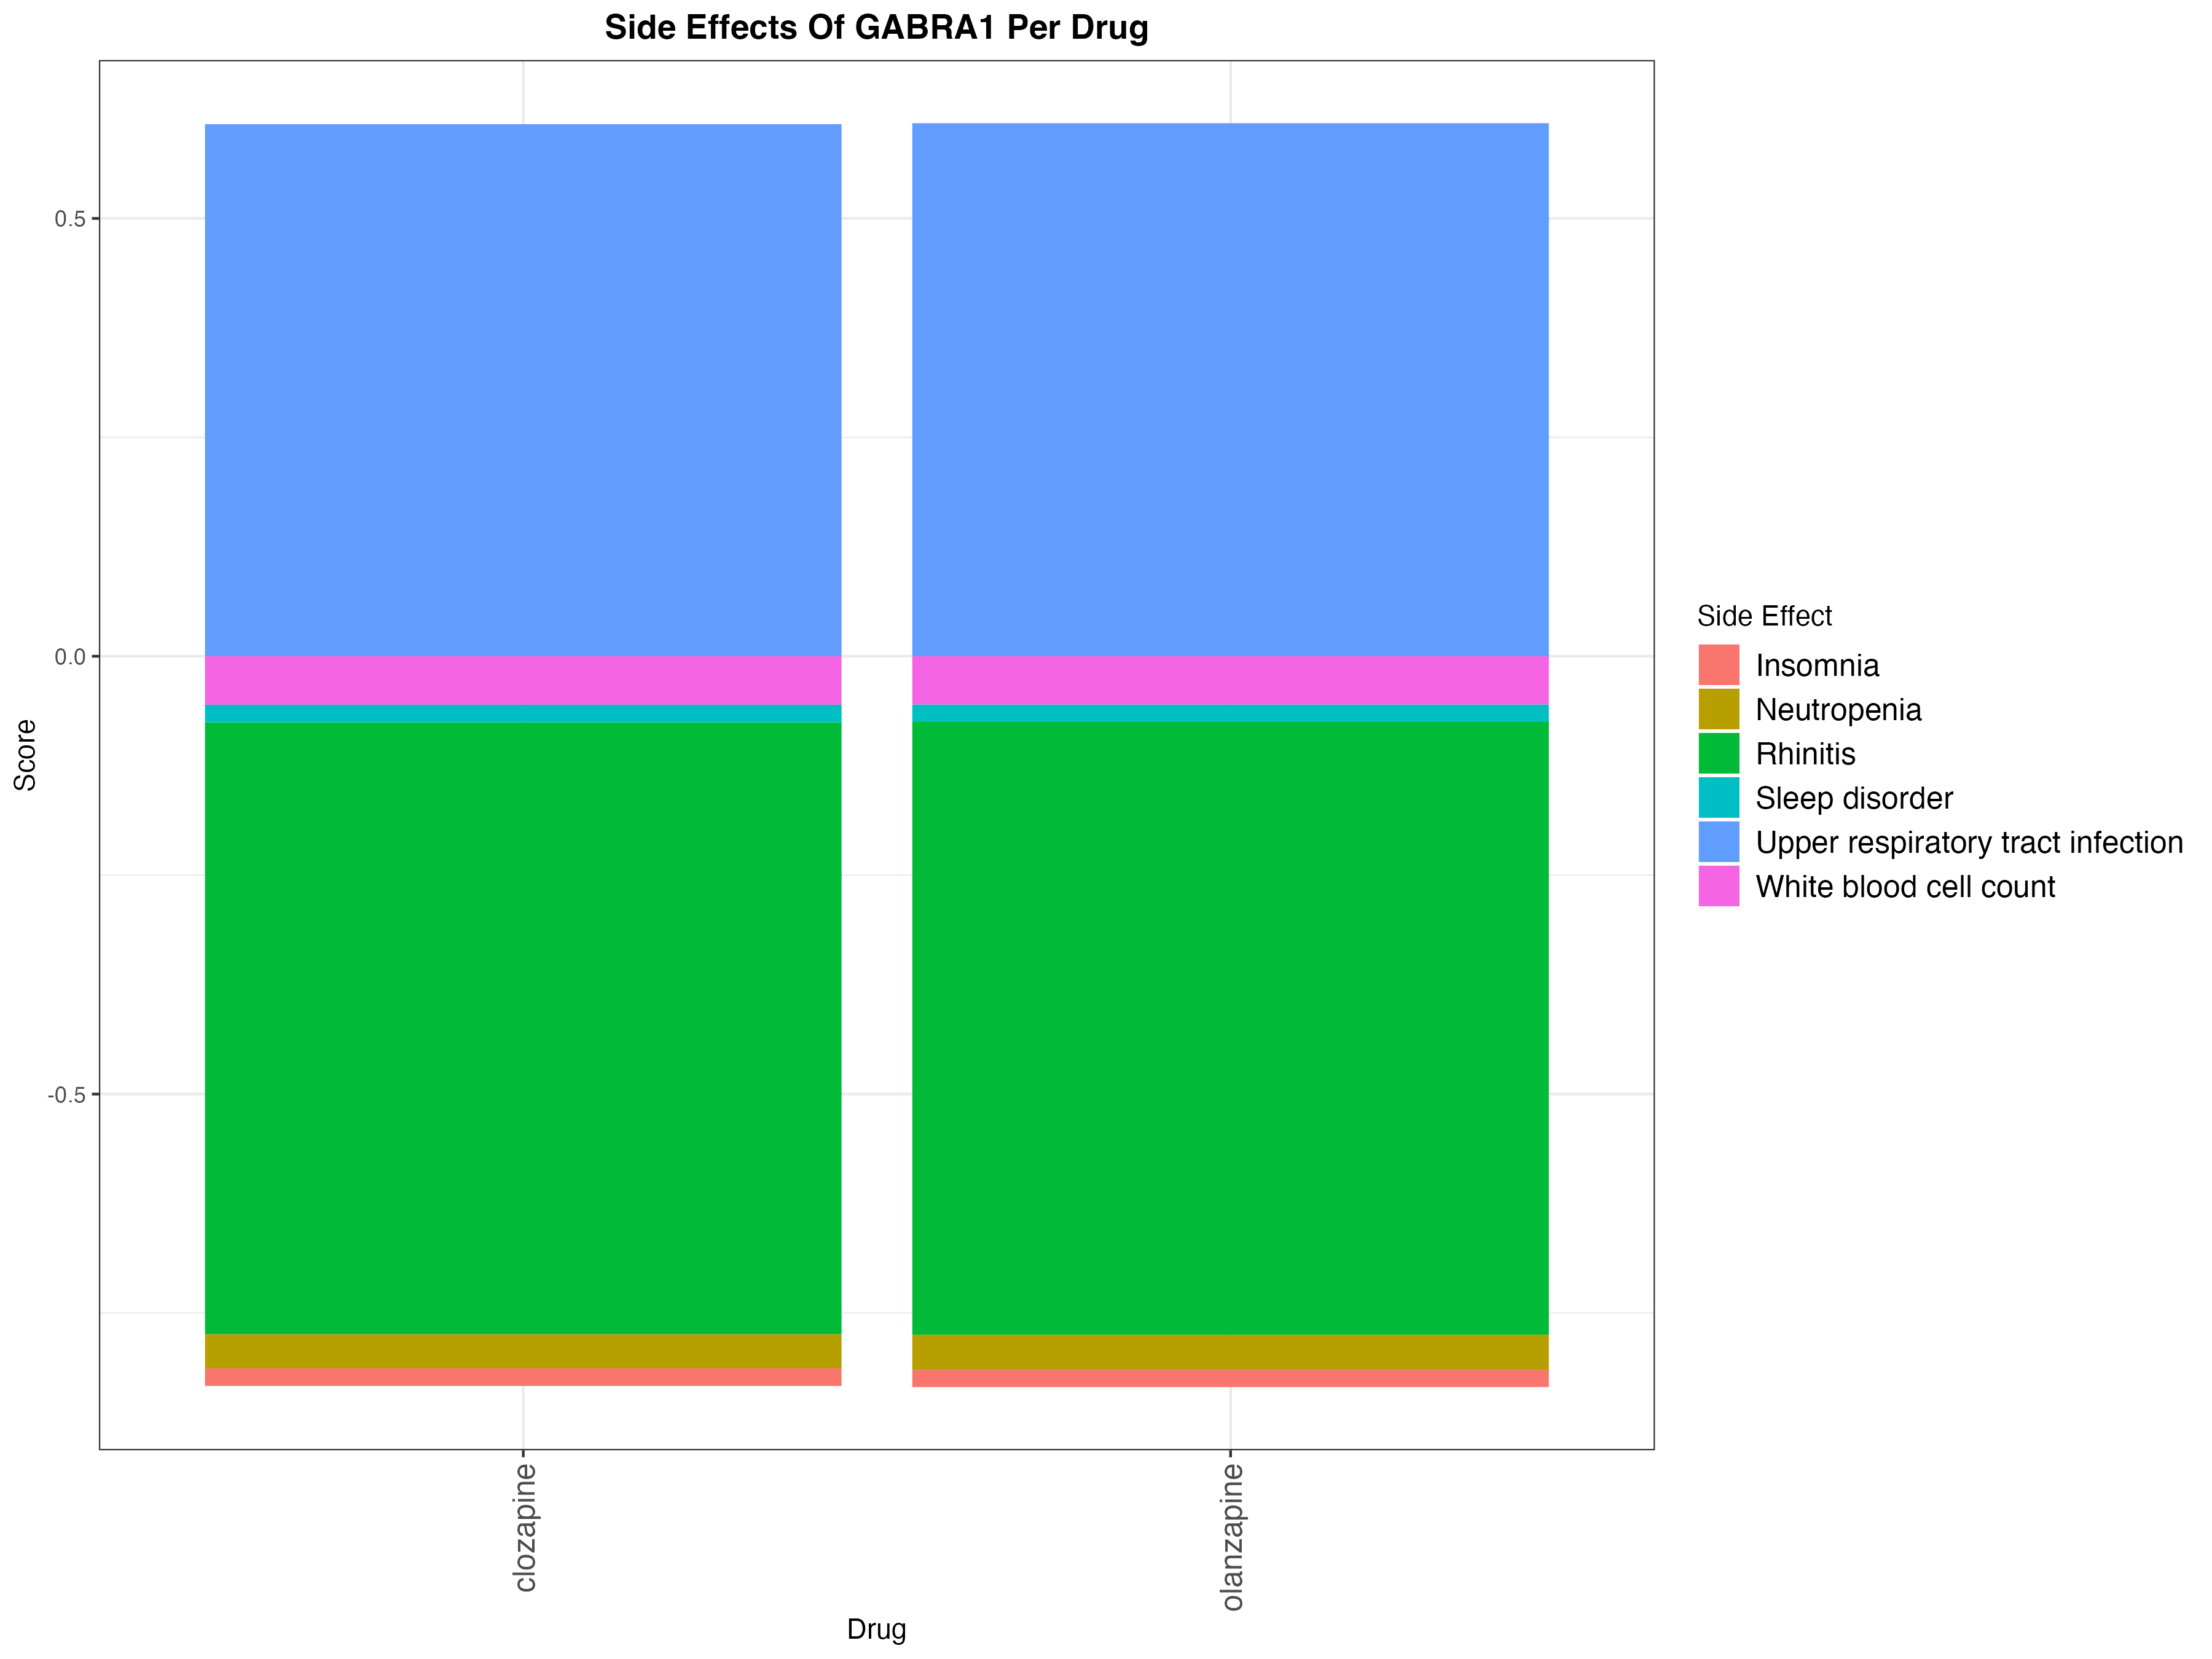 Side Effects Of GABRA1 Per Drug
0.5
0.0
-0.5
Score
clozapine
olanzapine
Drug
Side Effect
Insomnia
Neutropenia
Rhinitis
Sleep disorder
Upper respiratory tract infection
White blood cell count